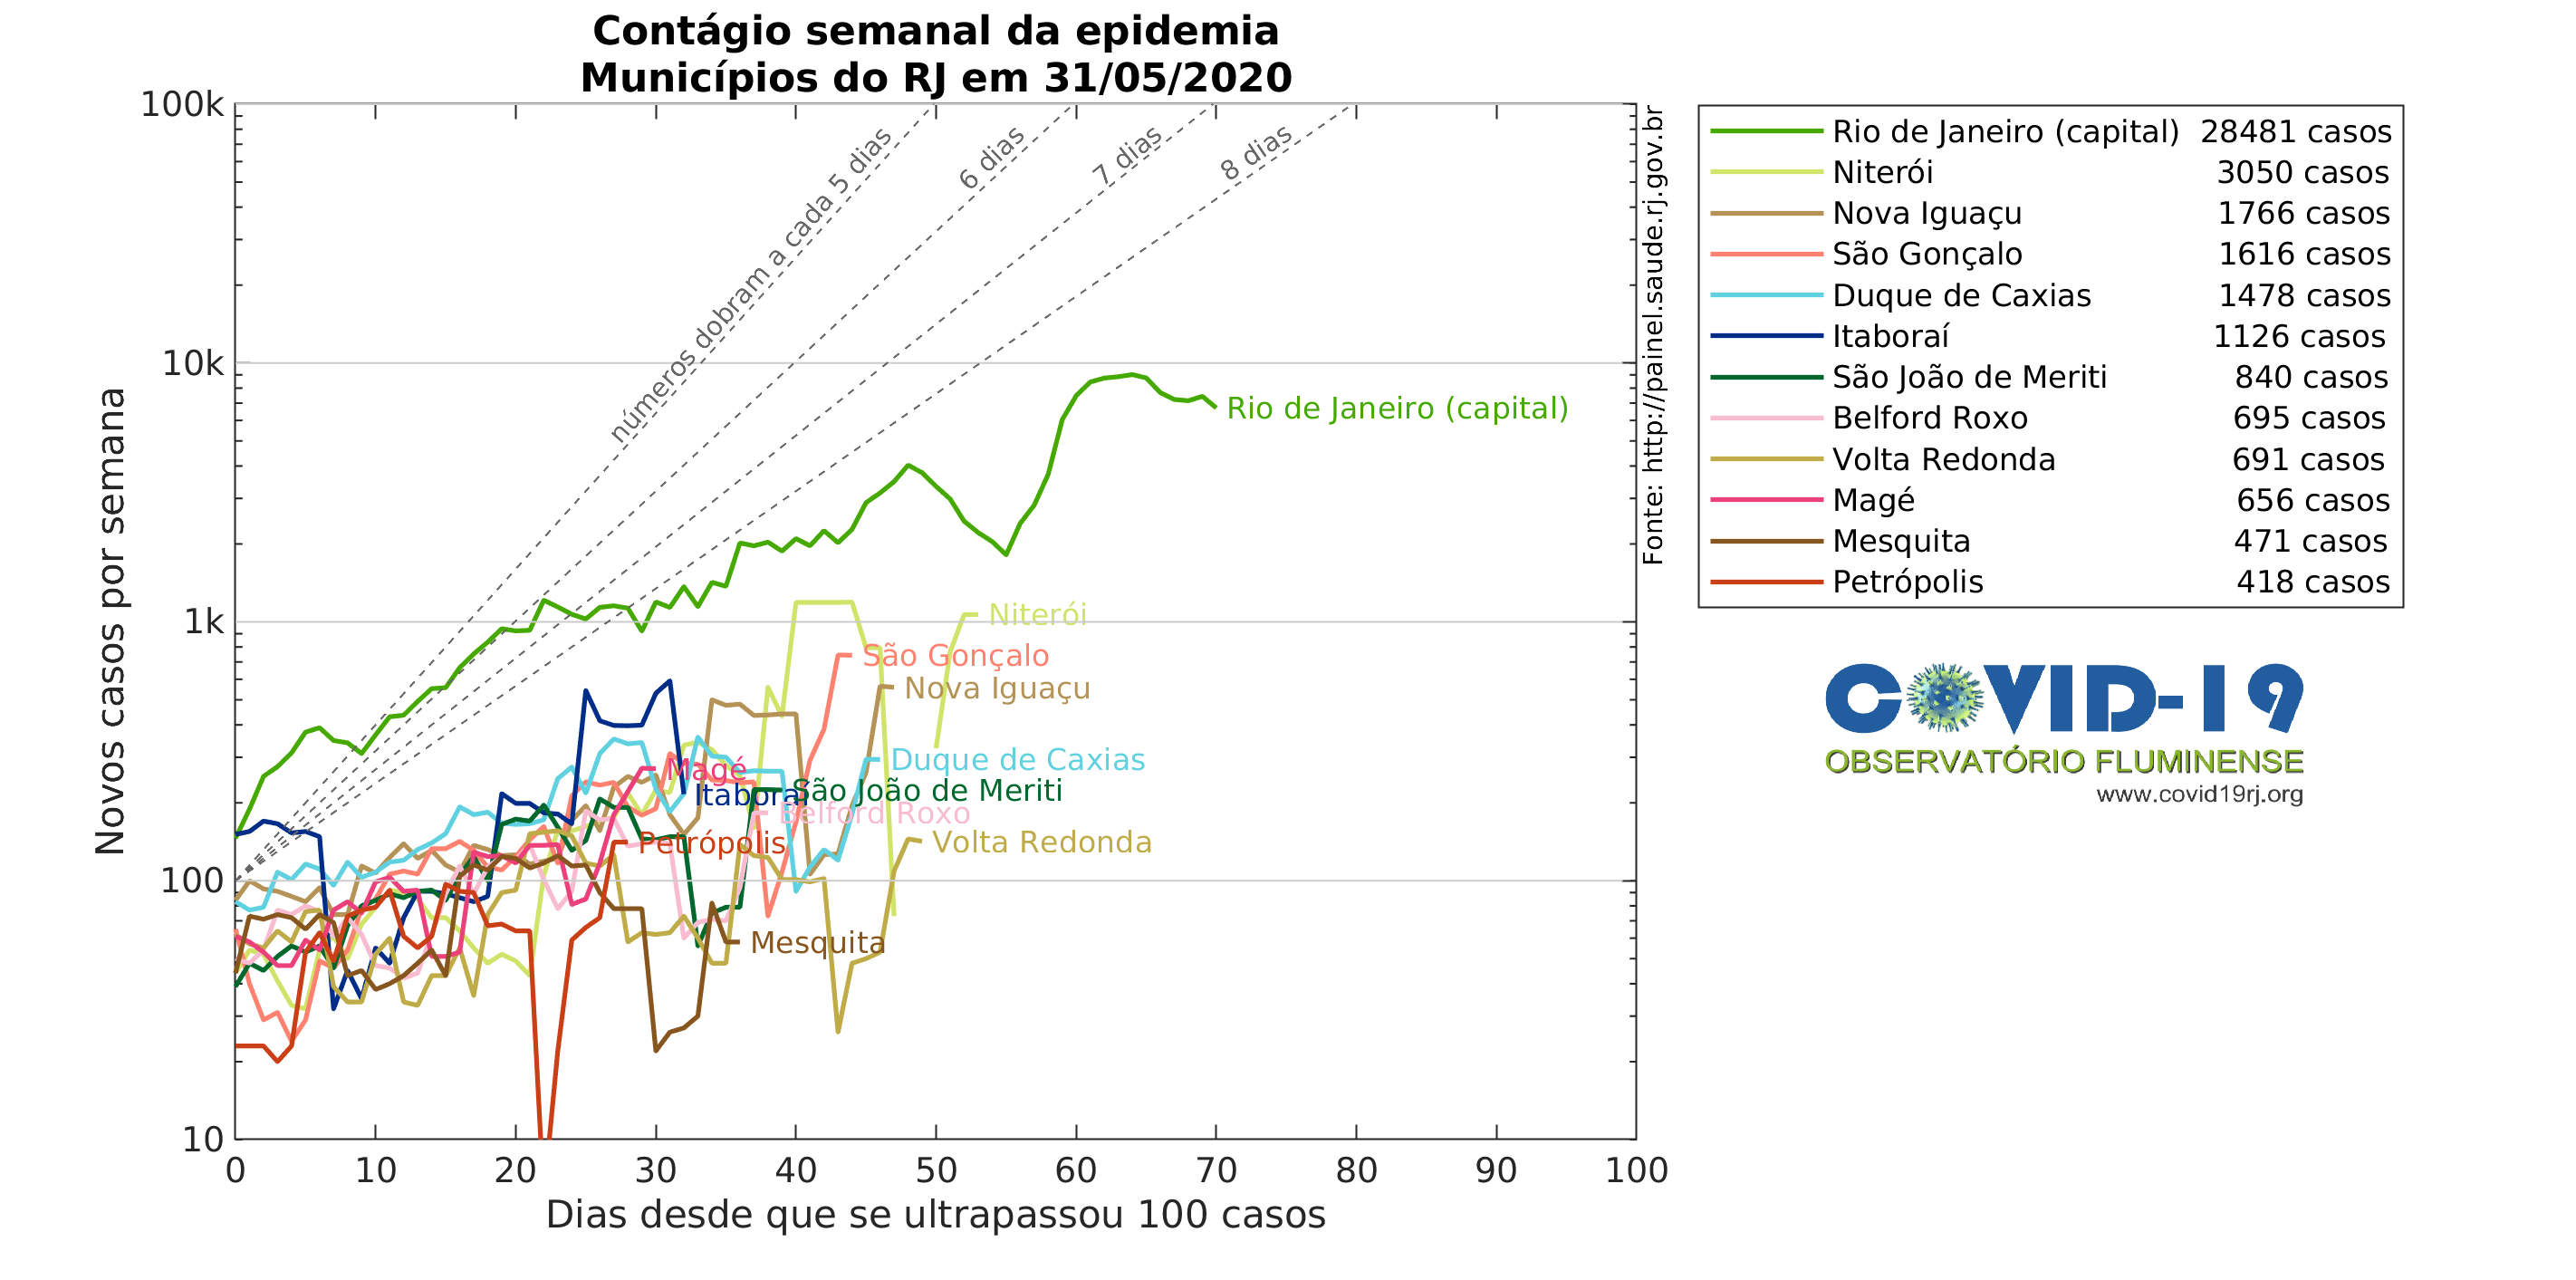 Contágio semanal da epidemia
Municípios do RJ em 31/05/2020
Novos casos por semana
100k
10k
1k
100
10
0 10 20 30 40 50 60 70 80 90 100
Dias desde que se ultrapassou 100 casos
números dobram a cada 5 dias
6 dias
7 dias
8 dias
Rio de Janeiro (capital)
Niterói
São Gonçalo
Nova Iguaçu
Duque de Caxias
Magé
Itaboraí
São João de Meriti
Belford Roxo
Petrópolis
Volta Redonda
Mesquita
Fonte: http://painel.saude.rj.gov.br
Rio de Janeiro (capital) 28481 casos
Niterói 3050 casos
Nova Iguaçu 1766 casos
São Gonçalo 1616 casos
Duque de Caxias 1478 casos
Itaboraí 1126 casos
São João de Meriti 840 casos
Belford Roxo 695 casos
Volta Redonda 691 casos
Magé 656 casos
Mesquita 471 casos
Petrópolis 418 casos
COVID-19
OBSERVATÓRIO FLUMINENSE
www.covid19rj.org